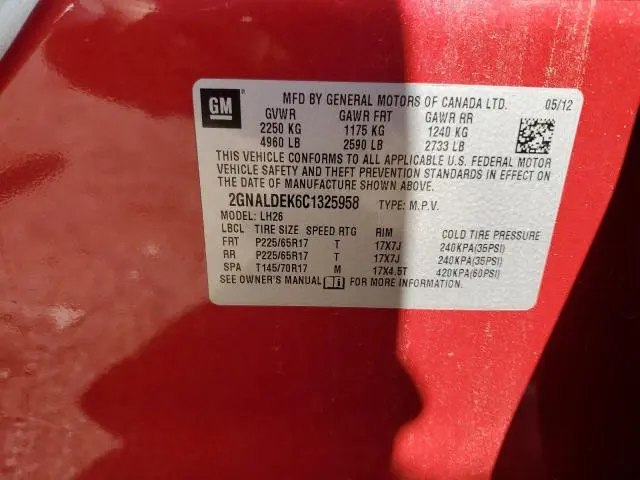 GM
MFD BY GENERAL MOTORS OF CANADA LTD. 05/12
GVWR GAWR FRT GAWR RR
2250 KG 1175 KG 1240 KG
4960 LB 2590 LB 2733 LB
THIS VEHICLE CONFORMS TO ALL APPLICABLE U.S. FEDERAL MOTOR
VEHICLE SAFETY AND THEFT PREVENTION STANDARDS IN EFFECT ON
THE DATE OF MANUFACTURE SHOWN ABOVE.
2GNALDEK6C1325958 TYPE: M.P.V.
MODEL: LH26
LBCL TIRE SIZE SPEED RTG RIM COLD TIRE PRESSURE
FRT P225/65R17 T 17X7J 240KPA(35PSI)
RR P225/65R17 T 17X7J 240KPA(35PSI)
SPA T145/70R17 M 17X4.5T 420KPA(60PSI)
SEE OWNER'S MANUAL i FOR MORE INFORMATION.